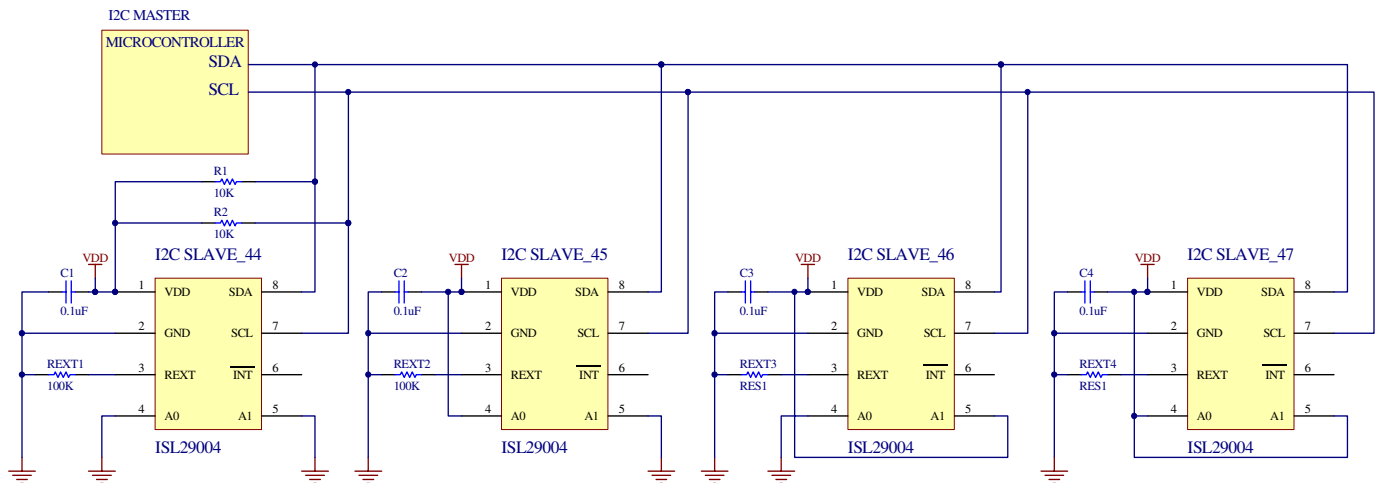 I2C MASTER
MICROCONTROLLER
SDA
SCL
R1
10K
R2
10K
I2C SLAVE_44
I2C SLAVE_45
I2C SLAVE_46
I2C SLAVE_47
C1
0.1uF
VDD
1 VDD SDA 8
2 GND SCL 7
REXT1
100K
3 REXT INT 6
4 A0 A1 5
ISL29004
C2
0.1uF
VDD
1 VDD SDA 8
2 GND SCL 7
REXT2
100K
3 REXT INT 6
4 A0 A1 5
ISL29004
C3
0.1uF
VDD
1 VDD SDA 8
2 GND SCL 7
REXT3
RES1
3 REXT INT 6
4 A0 A1 5
ISL29004
C4
0.1uF
VDD
1 VDD SDA 8
2 GND SCL 7
REXT4
RES1
3 REXT INT 6
4 A0 A1 5
ISL29004